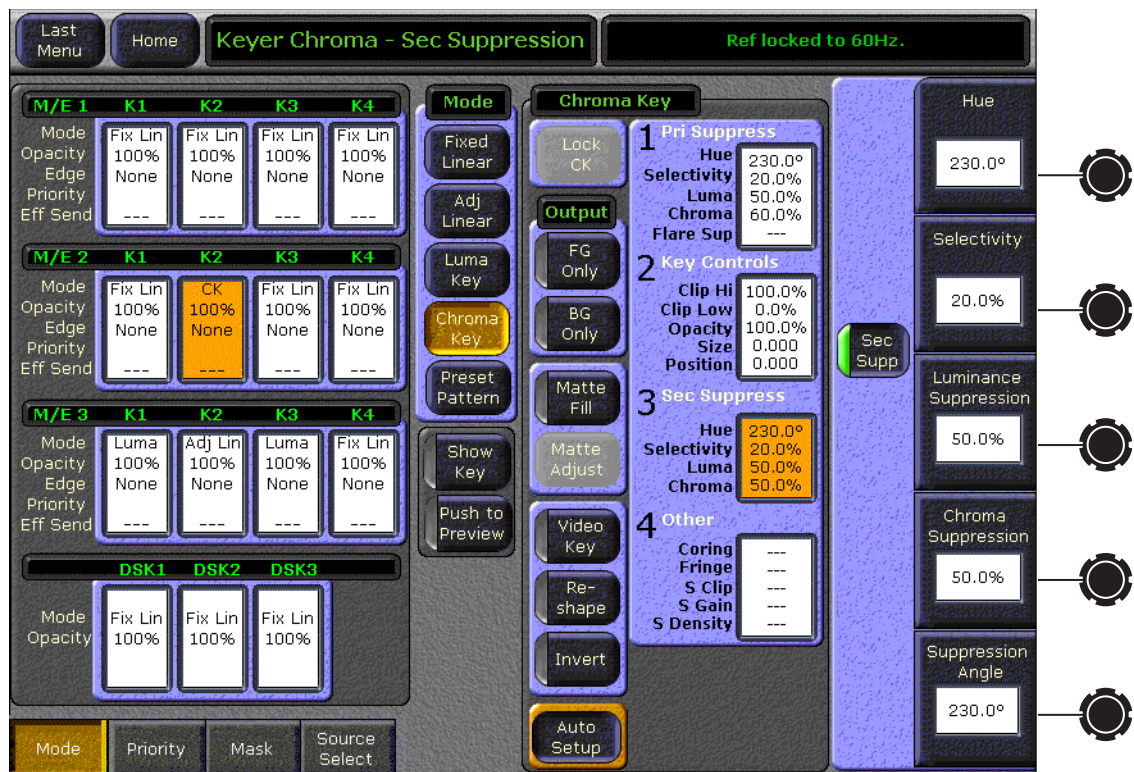 Last Menu
Home
Keyer Chroma - Sec Suppression
Ref locked to 60Hz.
M/E 1 K1 K2 K3 K4
Mode Fix Lin Fix Lin Fix Lin Fix Lin
Opacity 100% 100% 100% 100%
Edge None None None None
Priority
Eff Send --- --- --- ---
M/E 2 K1 K2 K3 K4
Mode Fix Lin CK Fix Lin Fix Lin
Opacity 100% 100% 100% 100%
Edge None None None None
Priority
Eff Send --- --- --- ---
M/E 3 K1 K2 K3 K4
Mode Luma Adj Lin Luma Fix Lin
Opacity 100% 100% 100% 100%
Edge None None None None
Priority
Eff Send --- --- --- ---
DSK1 DSK2 DSK3
Mode Fix Lin Fix Lin Fix Lin
Opacity 100% 100% 100%
Mode
Priority
Mask
Source
Select
Mode
Fixed
Linear
Adj
Linear
Luma
Key
Chroma
Key
Preset
Pattern
Show
Key
Push to
Preview
Chroma Key
Lock
CK
Output
FG
Only
BG
Only
Matte
Fill
Matte
Adjust
Video
Key
Re-
shape
Invert
Auto
Setup
1 Pri Suppress
Hue 230.0°
Selectivity 20.0%
Luma 50.0%
Chroma 60.0%
Flare Sup ---
2 Key Controls
Clip Hi 100.0%
Clip Low 0.0%
Opacity 100.0%
Size 0.000
Position 0.000
3 Sec Suppress
Hue 230.0°
Selectivity 20.0%
Luma 50.0%
Chroma 50.0%
4 Other
Coring ---
Fringe ---
S Clip ---
S Gain ---
S Density ---
Sec
Supp
Hue
230.0°
Selectivity
20.0%
Luminance
Suppression
50.0%
Chroma
Suppression
50.0%
Suppression
Angle
230.0°